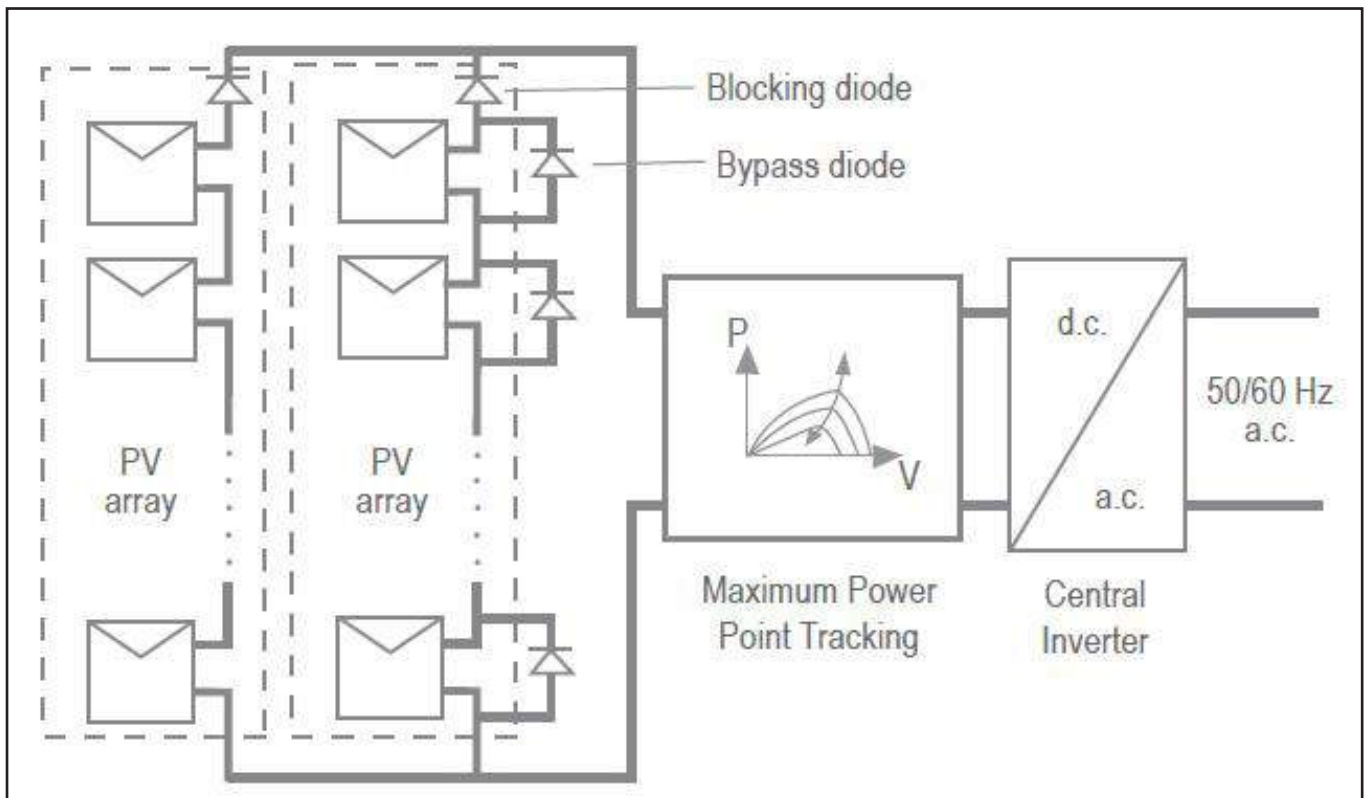 Blocking diode
Bypass diode
PV
array
PV
array
P
V
Maximum Power
Point Tracking
d.c.
a.c.
Central
Inverter
50/60 Hz
a.c.